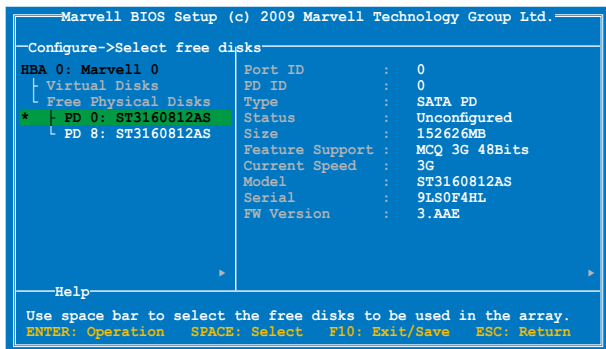 Marvell BIOS Setup (c) 2009 Marvell Technology Group Ltd.
Configure->Select free disks
HBA 0: Marvell 0
Virtual Disks
Free Physical Disks
* PD 0: ST3160812AS
PD 8: ST3160812AS
Port ID : 0
PD ID : 0
Type : SATA PD
Status : Unconfigured
Size : 152626MB
Feature Support : MCQ 3G 48Bits
Current Speed : 3G
Model : ST3160812AS
Serial : 9LS0F4HL
FW Version : 3.AAE
Help
Use space bar to select the free disks to be used in the array.
ENTER: Operation SPACE: Select F10: Exit/Save ESC: Return